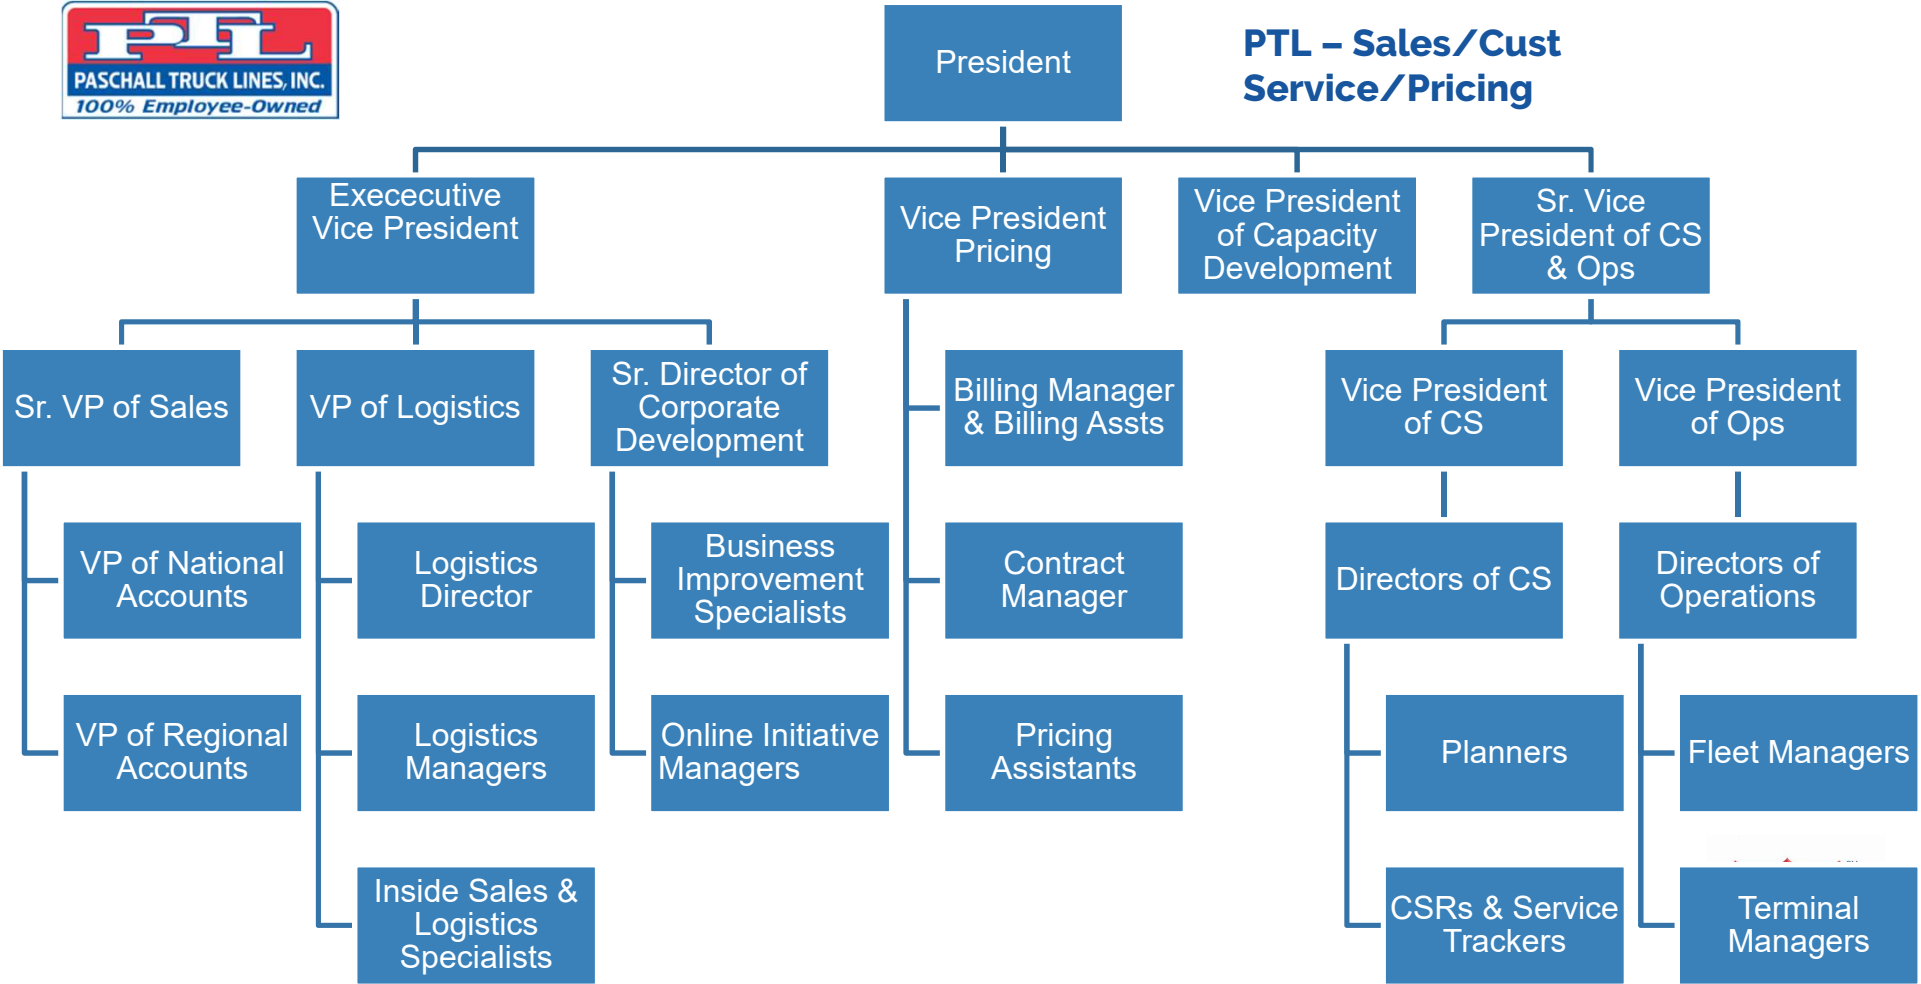 PTL
PASCHALL TRUCK LINES, INC.
100% Employee-Owned
PTL – Sales/Cust
Service/Pricing
President
Exececutive
Vice President
Vice President
Pricing
Vice President
of Capacity
Development
Sr. Vice
President of CS
& Ops
Sr. VP of Sales
VP of Logistics
Sr. Director of
Corporate
Development
Billing Manager
& Billing Assts
Vice President
of CS
Vice President
of Ops
VP of National
Accounts
Logistics
Director
Business
Improvement
Specialists
Contract
Manager
Directors of CS
Directors of
Operations
VP of Regional
Accounts
Logistics
Managers
Online Initiative
Managers
Pricing
Assistants
Planners
Fleet Managers
Inside Sales &
Logistics
Specialists
CSRs & Service
Trackers
Terminal
Managers